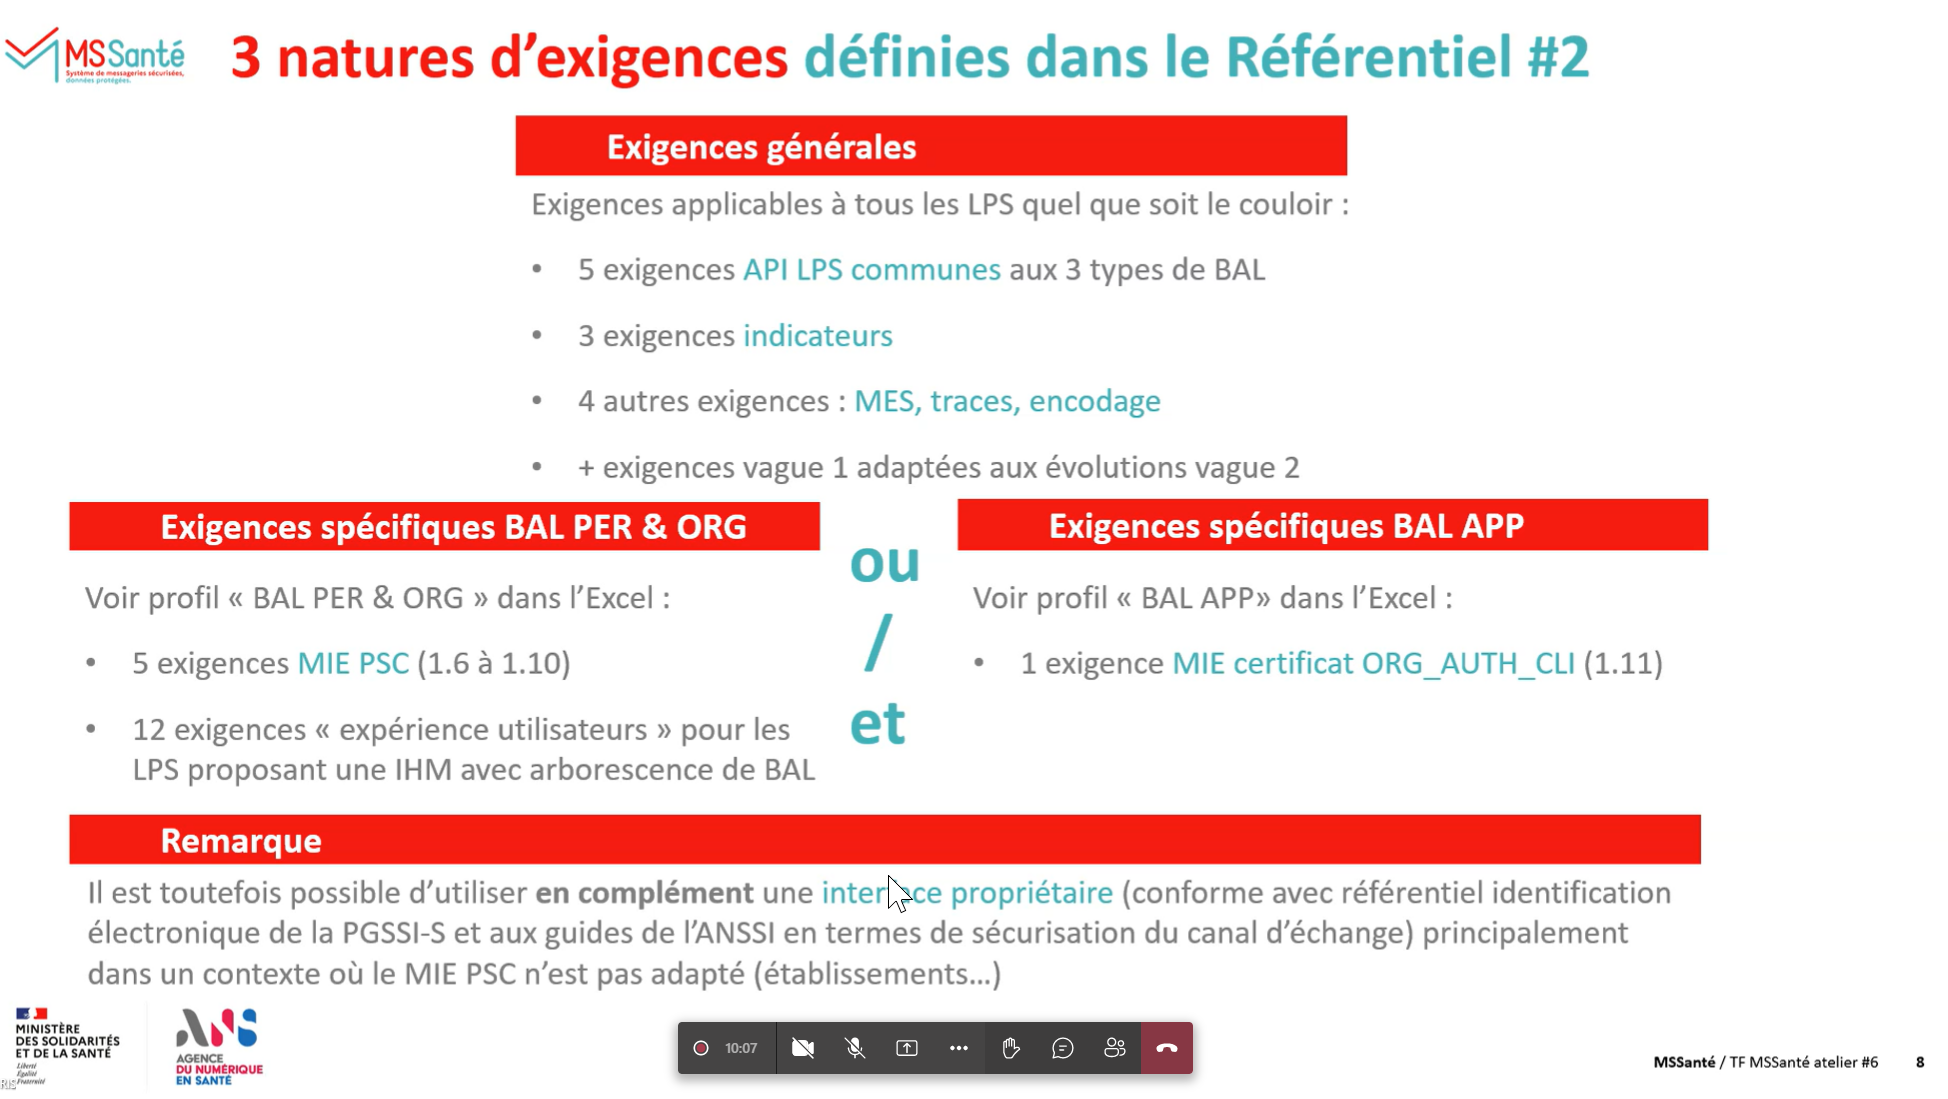 MSSanté
Système de messageries sécurisées,
données protégées.
3 natures d’exigences définies dans le Référentiel #2
Exigences générales
Exigences applicables à tous les LPS quel que soit le couloir :
• 5 exigences API LPS communes aux 3 types de BAL
• 3 exigences indicateurs
• 4 autres exigences : MES, traces, encodage
• + exigences vague 1 adaptées aux évolutions vague 2
Exigences spécifiques BAL PER & ORG
Voir profil « BAL PER & ORG » dans l’Excel :
• 5 exigences MIE PSC (1.6 à 1.10)
• 12 exigences « expérience utilisateurs » pour les
LPS proposant une IHM avec arborescence de BAL
ou
/
et
Exigences spécifiques BAL APP
Voir profil « BAL APP» dans l’Excel :
• 1 exigence MIE certificat ORG_AUTH_CLI (1.11)
Remarque
Il est toutefois possible d’utiliser en complément une interface propriétaire (conforme avec référentiel identification
électronique de la PGSSI-S et aux guides de l’ANSSI en termes de sécurisation du canal d’échange) principalement
dans un contexte où le MIE PSC n’est pas adapté (établissements…)
MINISTÈRE
DES SOLIDARITÉS
ET DE LA SANTÉ
Liberté
Égalité
Fraternité
ANS
AGENCE
DU NUMÉRIQUE
EN SANTÉ
10:07
MSSanté / TF MSSanté atelier #6 8